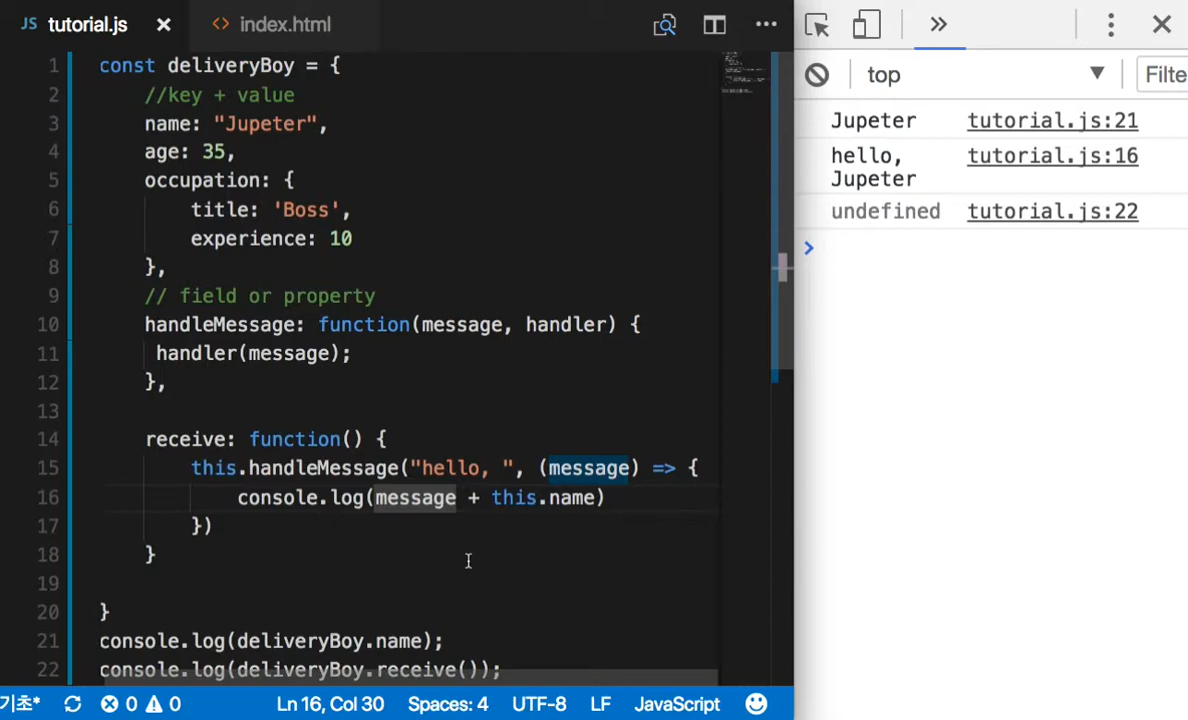 JS tutorial.js × <> index.html
1 const deliveryBoy = {
2 //key + value
3 name: "Jupeter",
4 age: 35,
5 occupation: {
6 title: 'Boss',
7 experience: 10
8 },
9 // field or property
10 handleMessage: function(message, handler) {
11 handler(message);
12 },
13
14 receive: function() {
15 this.handleMessage("hello, ", (message) => {
16 console.log(message + this.name)
17 })
18 }
19
20 }
21 console.log(deliveryBoy.name);
22 console.log(deliveryBoy.receive());
기초* 0 0 Ln 16, Col 30 Spaces: 4 UTF-8 LF JavaScript
top Filte
Jupeter tutorial.js:21
hello, tutorial.js:16
Jupeter
undefined tutorial.js:22